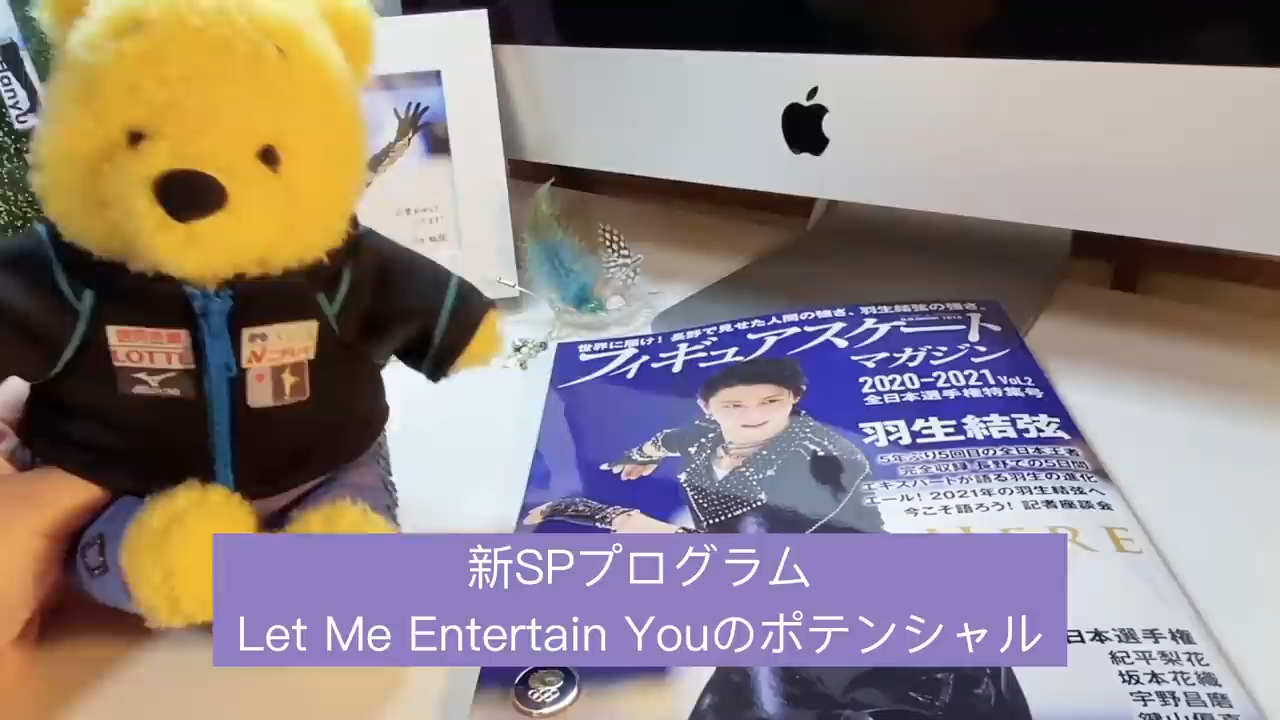 anyu
LOTTE
世界に届け！長野で見せた人間の強さ、羽生結弦の強さ。
フィギュアスケート
マガジン
2020-2021 Vol.2
全日本選手権特集号
羽生結弦
5年ぶり5回目の全日本王者
完全収録 長野での5日間
エキスパートが語る羽生の進化
エール！2021年の羽生結弦へ
今こそ語ろう！記者座談会
新SPプログラム
Let Me Entertain Youのポテンシャル
日本選手権
紀平梨花
坂本花織
宇野昌磨